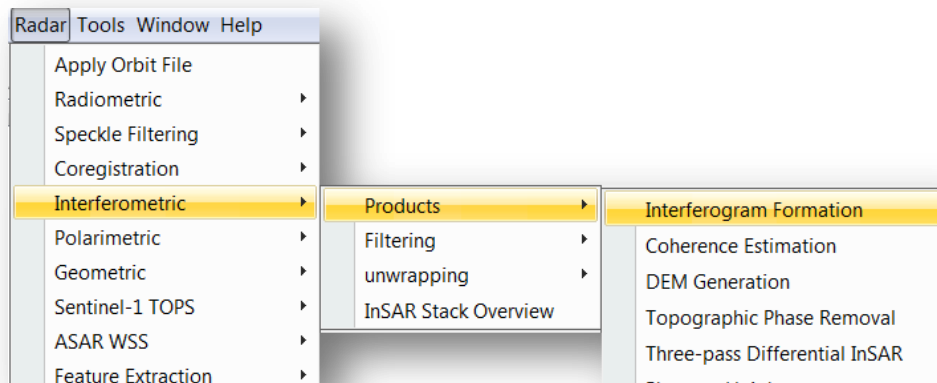 Radar Tools Window Help
Apply Orbit File
Radiometric
Speckle Filtering
Coregistration
Interferometric
Polarimetric
Geometric
Sentinel-1 TOPS
ASAR WSS
Feature Extraction
Products
Filtering
unwrapping
InSAR Stack Overview
Interferogram Formation
Coherence Estimation
DEM Generation
Topographic Phase Removal
Three-pass Differential InSAR